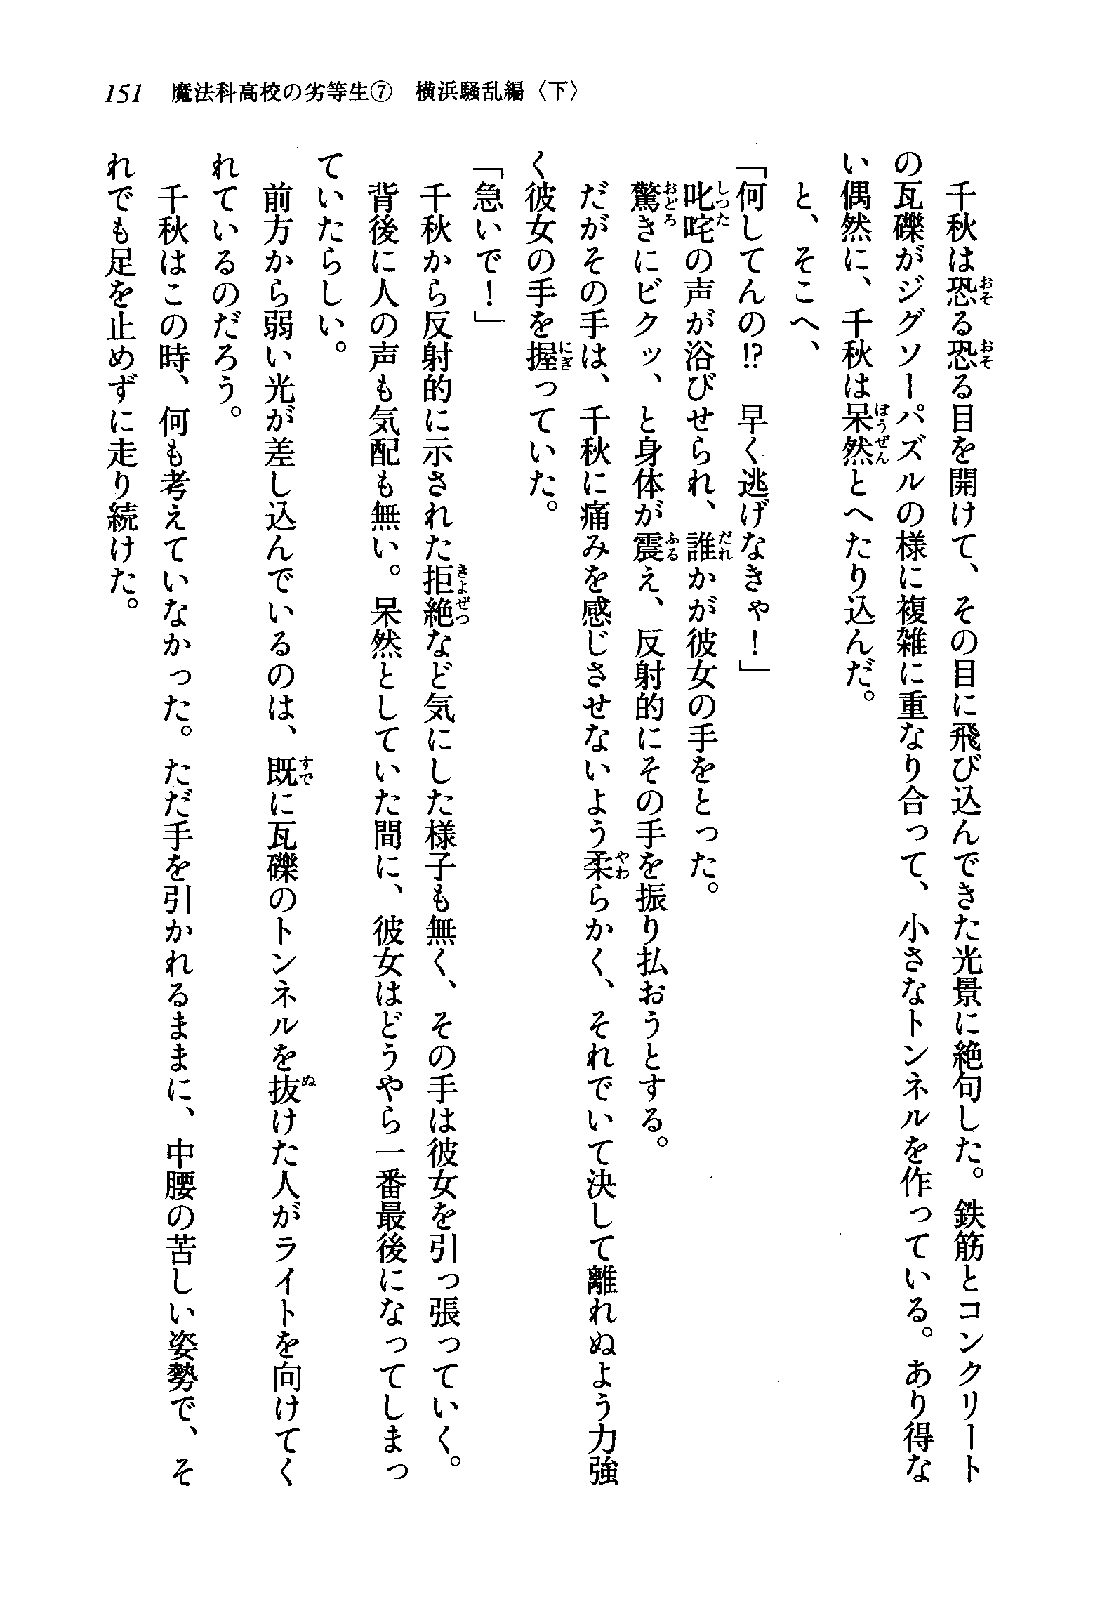 151　魔法科高校の劣等生⑦　横浜騒乱編〈下〉
　千秋は恐る恐る目を開けて、その目に飛び込んできた光景に絶句した。鉄筋とコンクリート
の瓦礫がジグソーパズルの様に複雑に重なり合って、小さなトンネルを作っている。あり得な
い偶然に、千秋は呆然とへたり込んだ。
　と、そこへ、
「何してんの!?　早く逃げなきゃ！」
　叱咤の声が浴びせられ、誰かが彼女の手をとった。
　驚きにビクッ、と身体が震え、反射的にその手を振り払おうとする。
　だがその手は、千秋に痛みを感じさせないよう柔らかく、それでいて決して離れぬよう力強
く彼女の手を握っていた。
「急いで！」
　千秋から反射的に示された拒絶など気にした様子も無く、その手は彼女を引っ張っていく。
　背後に人の声も気配も無い。呆然としていた間に、彼女はどうやら一番最後になってしまっ
ていたらしい。
　前方から弱い光が差し込んでいるのは、既に瓦礫のトンネルを抜けた人がライトを向けてく
れているのだろう。
　千秋はこの時、何も考えていなかった。ただ手を引かれるままに、中腰の苦しい姿勢で、そ
れでも足を止めずに走り続けた。